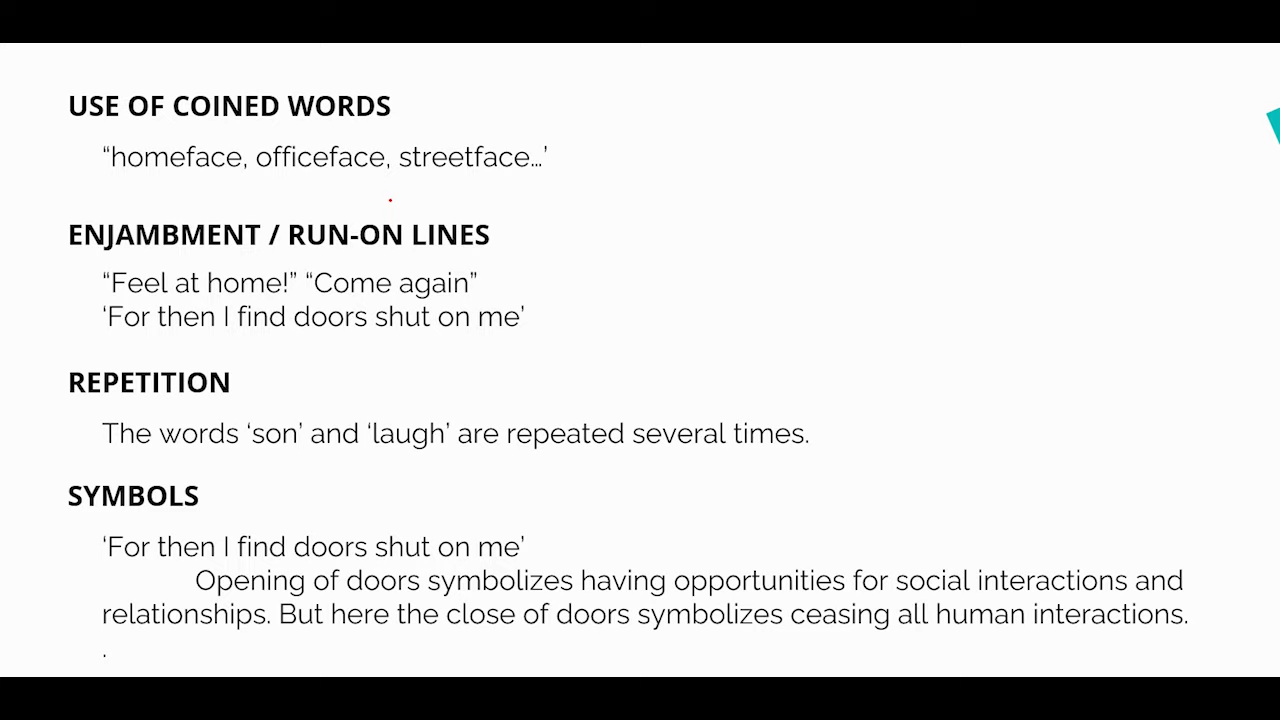 USE OF COINED WORDS
“homeface, officeface, streetface…’
ENJAMBMENT / RUN-ON LINES
“Feel at home!” “Come again”
‘For then I find doors shut on me’
REPETITION
The words ‘son’ and ‘laugh’ are repeated several times.
SYMBOLS
‘For then I find doors shut on me’
Opening of doors symbolizes having opportunities for social interactions and
relationships. But here the close of doors symbolizes ceasing all human interactions.
.